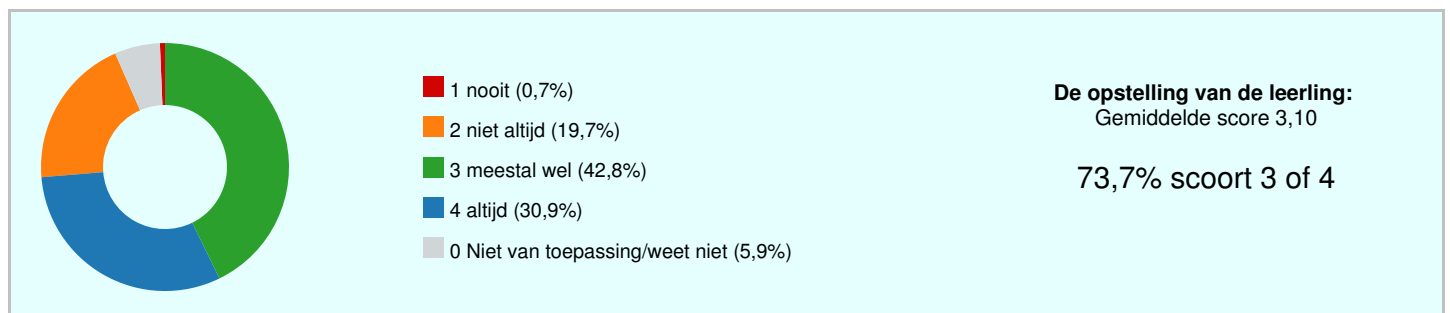 1 nooit (0,7%)
2 niet altijd (19,7%)
3 meestal wel (42,8%)
4 altijd (30,9%)
0 Niet van toepassing/weet niet (5,9%)
De opstelling van de leerling:
Gemiddelde score 3,10
73,7% scoort 3 of 4